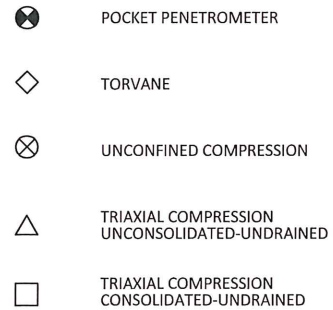 POCKET PENETROMETER
TORVANE
UNCONFINED COMPRESSION
TRIAXIAL COMPRESSION
UNCONSOLIDATED-UNDRAINED
TRIAXIAL COMPRESSION
CONSOLIDATED-UNDRAINED